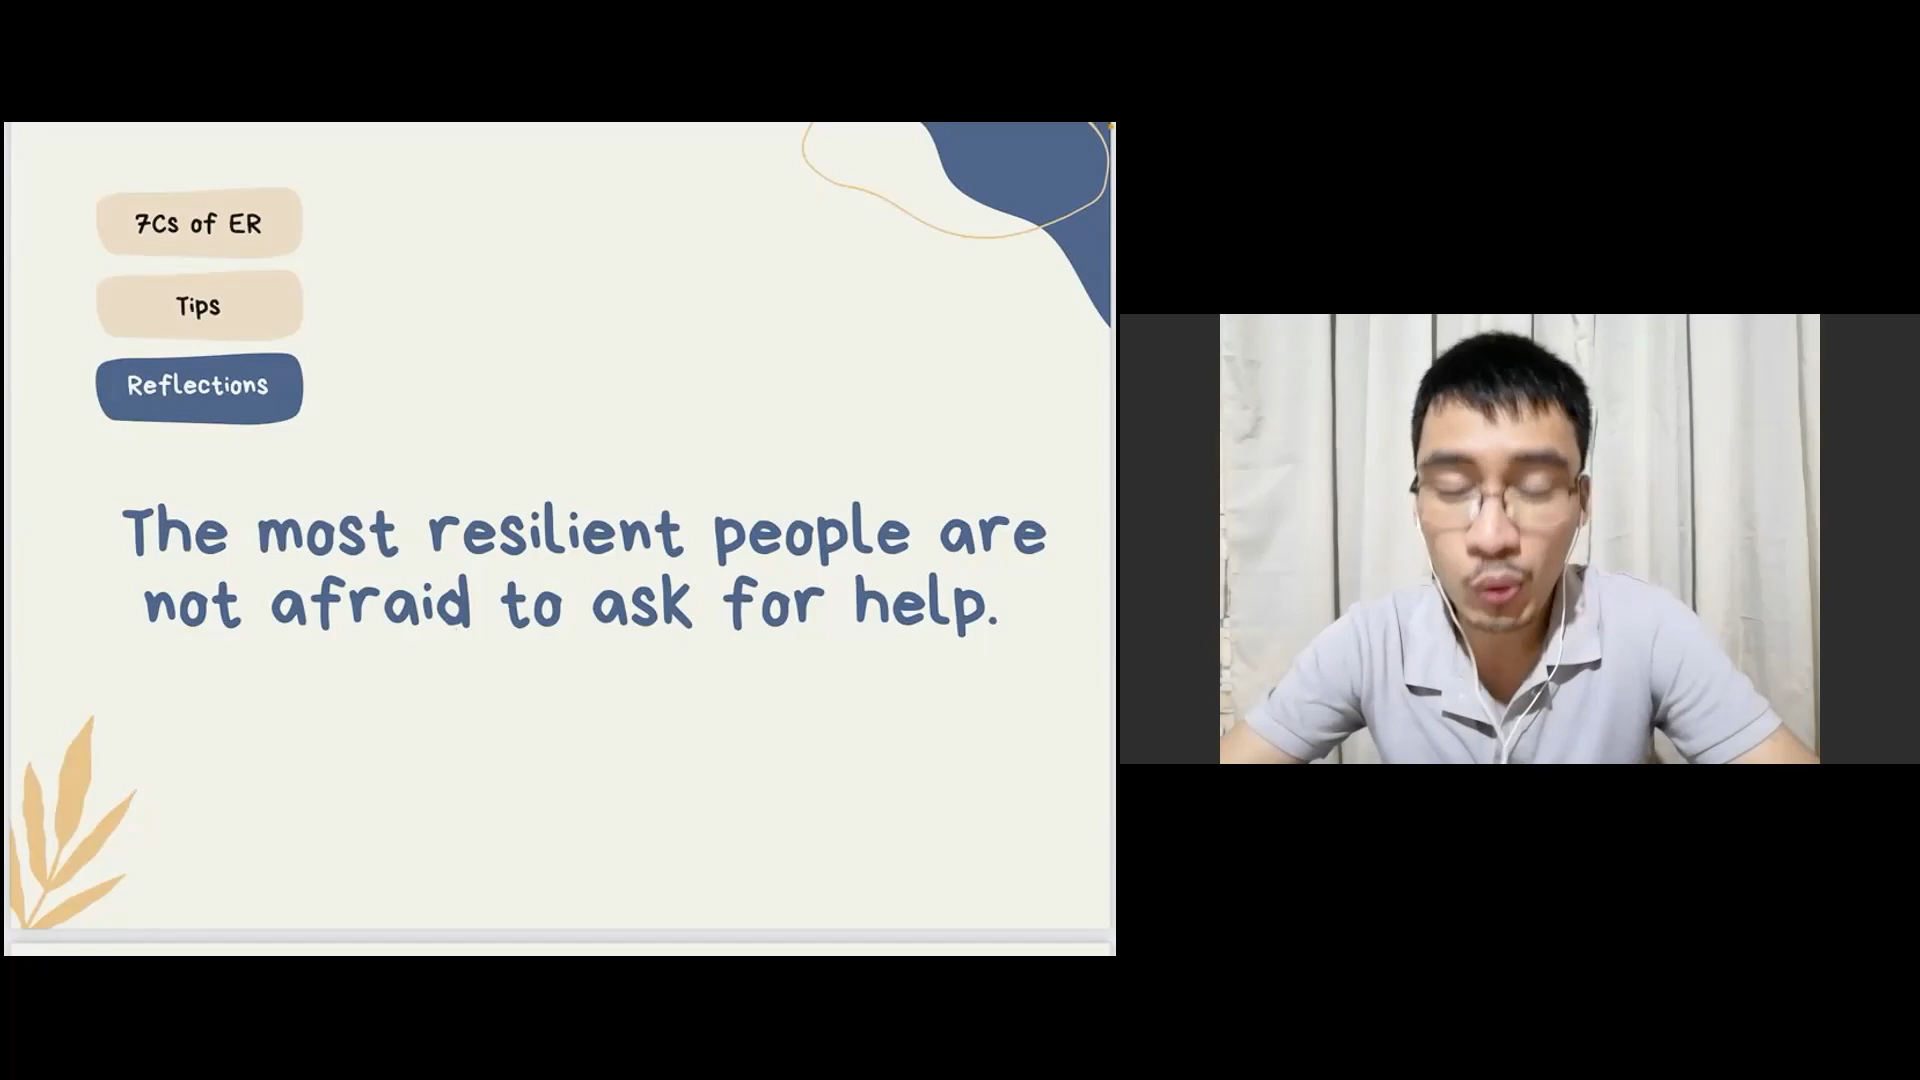 7Cs of ER
Tips
Reflections
The most resilient people are
not afraid to ask for help.